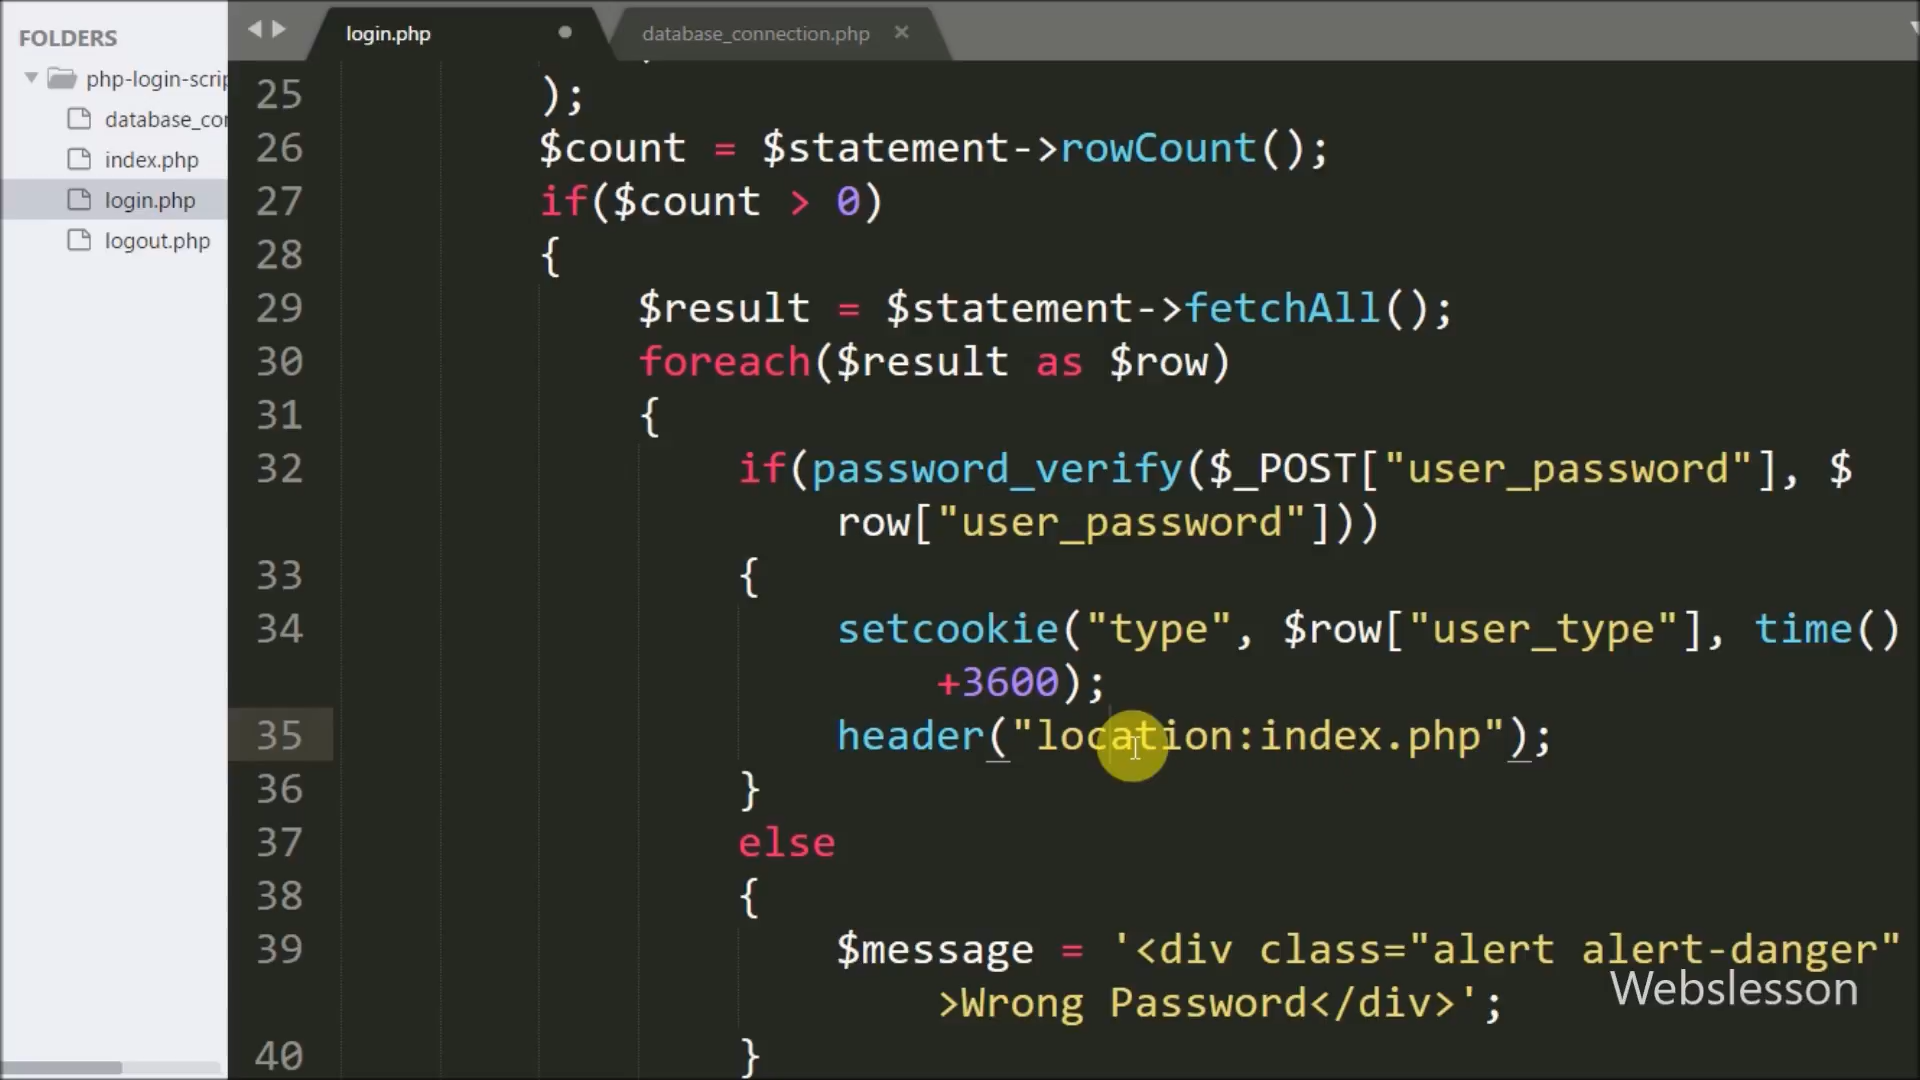 FOLDERS
php-login-scrip
database_con
index.php
login.php
logout.php
login.php
database_connection.php
25 );
26 $count = $statement->rowCount();
27 if($count > 0)
28 {
29 $result = $statement->fetchAll();
30 foreach($result as $row)
31 {
32 if(password_verify($_POST["user_password"], $
row["user_password"]))
33 {
34 setcookie("type", $row["user_type"], time()
+3600);
35 header("location:index.php");
36 }
37 else
38 {
39 $message = '<div class="alert alert-danger"
>Wrong Password</div>';
40 }
Webslesson